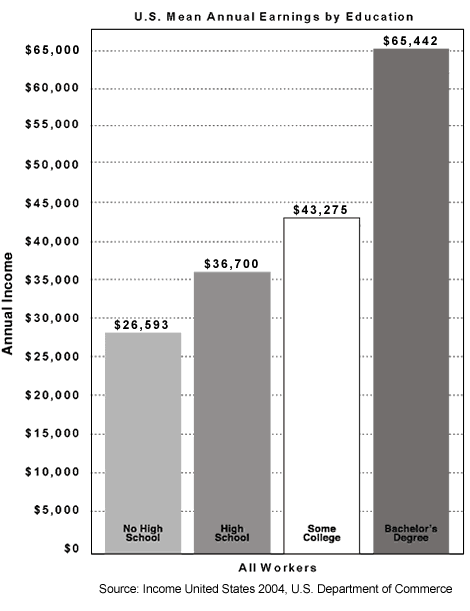 U.S. Mean Annual Earnings by Education
$65,442
$65,000
$60,000
$55,000
$50,000
$45,000
$43,275
$40,000
$36,700
$35,000
$30,000
$26,593
$25,000
$20,000
$15,000
$10,000
$5,000
$0
Annual Income
No High
School
High
School
Some
College
Bachelor's
Degree
All Workers
Source: Income United States 2004, U.S. Department of Commerce